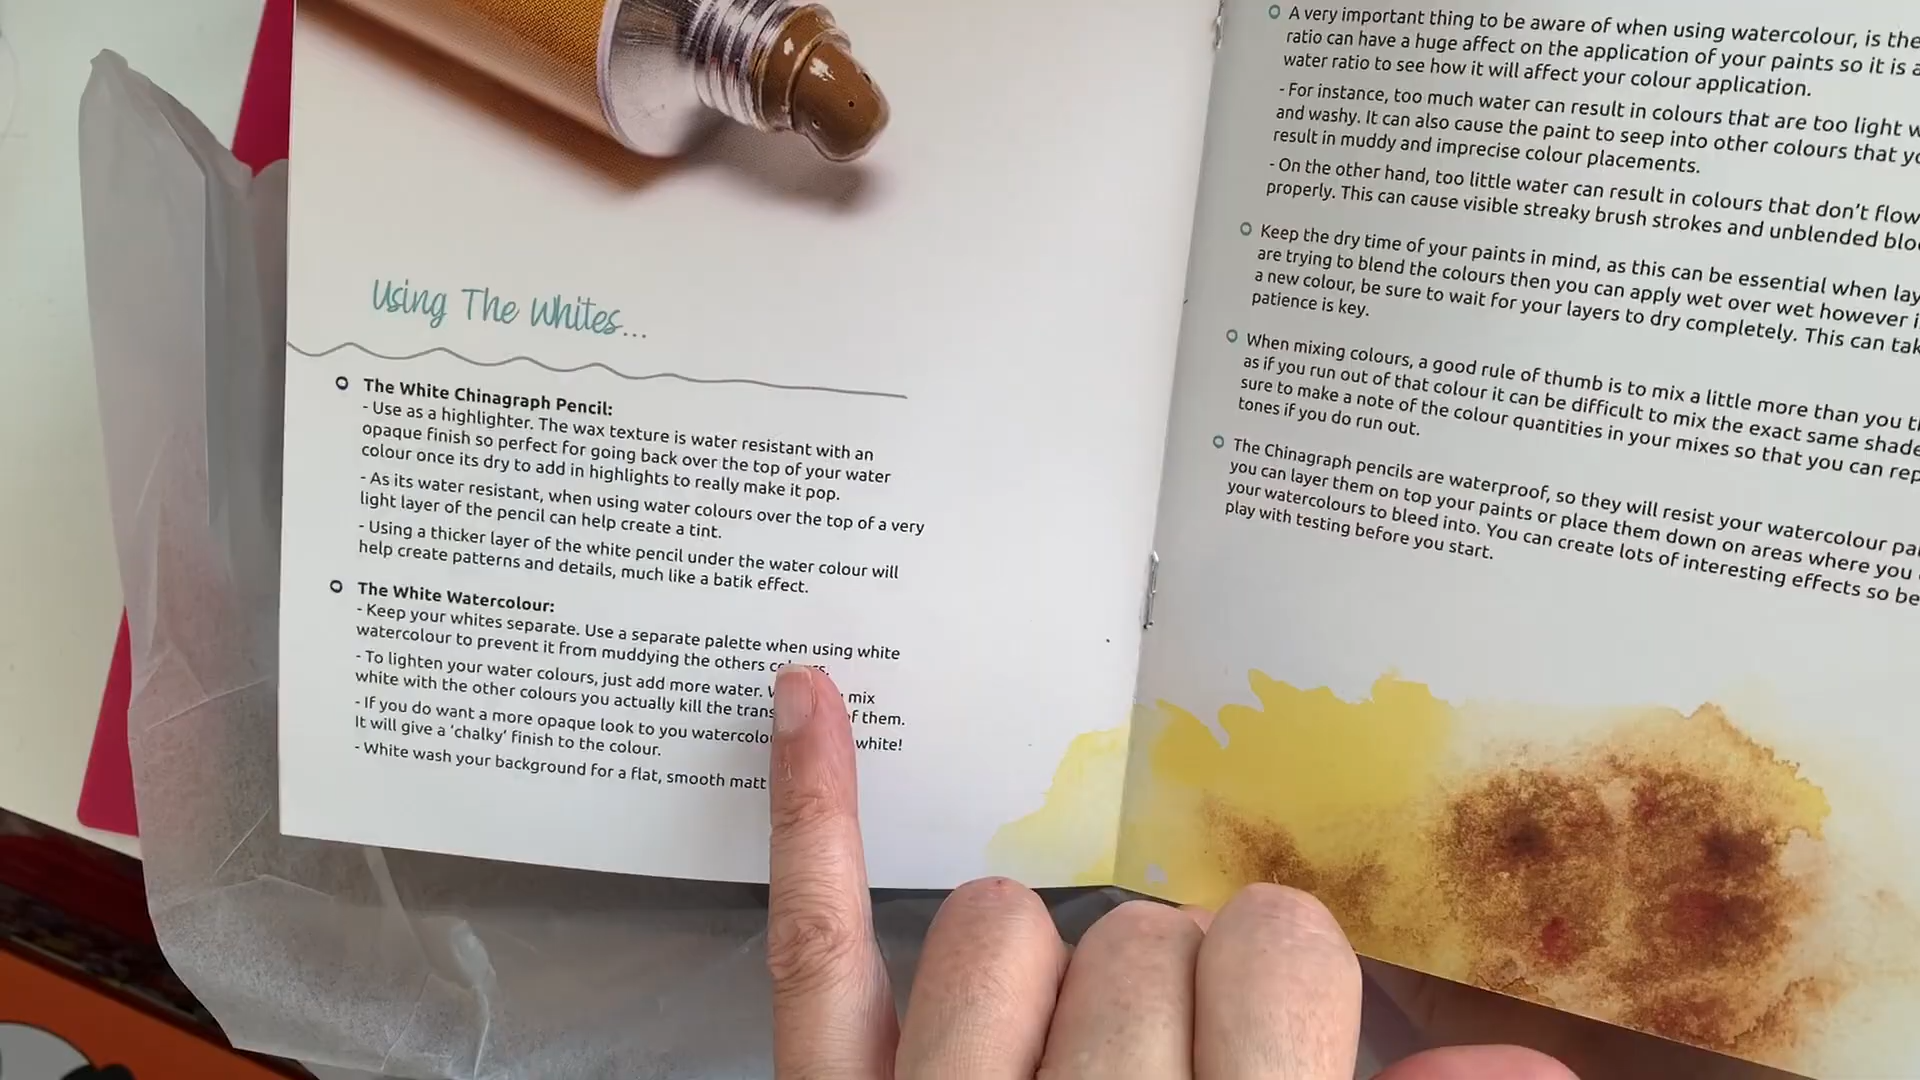 Using The Whites...
The White Chinagraph Pencil:
- Use as a highlighter. The wax texture is water resistant with an
opaque finish so perfect for going back over the top of your water
colour once its dry to add in highlights to really make it pop.
- As its water resistant, when using water colours over the top of a very
light layer of the pencil can help create a tint.
- Using a thicker layer of the white pencil under the water colour will
help create patterns and details, much like a batik effect.
The White Watercolour:
- Keep your whites separate. Use a separate palette when using white
watercolour to prevent it from muddying the others
- To lighten your water colours, just add more water. mix
white with the other colours you actually kill the of them.
- If you do want a more opaque look to you white!
It will give a 'chalky' finish to the colour.
- White wash your background for a flat, smooth matt
A very important thing to be aware of when using watercolour, is the
ratio can have a huge affect on the application of your paints so it is
water ratio to see how it will affect your colour application.
- For instance, too much water can result in colours that are too light
and washy. It can also cause the paint to seep into other colours that
result in muddy and imprecise colour placements.
- On the other hand, too little water can result in colours that don't flow
properly. This can cause visible streaky brush strokes and unblended
Keep the dry time of your paints in mind, as this can be essential when
are trying to blend the colours then you can apply wet over wet however
a new colour, be sure to wait for your layers to dry completely. This can
patience is key.
When mixing colours, a good rule of thumb is to mix a little more than you
as if you run out of that colour it can be difficult to mix the exact same
sure to make a note of the colour quantities in your mixes so that you can
tones if you do run out.
The Chinagraph pencils are waterproof, so they will resist your watercolour
you can layer them on top your paints or place them down on areas where you
your watercolours to bleed into. You can create lots of interesting effects so
play with testing before you start.